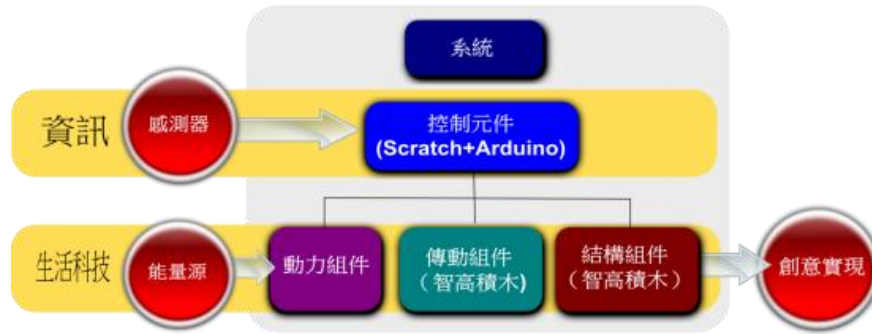 系統
資訊
感測器
控制元件
(Scratch+Arduino)
生活科技
能量源
動力組件
傳動組件
（智高積木)
結構組件
（智高積木）
創意實現